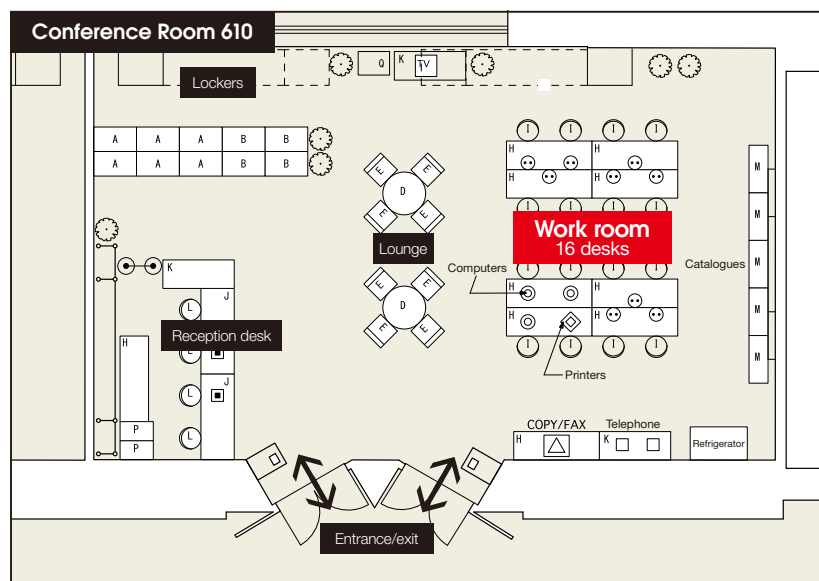 Conference Room 610
Q
K
TV
Lockers
A A A B B
A A A B B
E E
D
E E
Lounge
E E
D
E E
I I I I
H H
H H
I I I I
Work room
16 desks
I I I I
Computers
H H
H H
I I I I
Printers
Catalogues
M
M
M
M
M
K
J
L
Reception desk
L
H
J
L
P
L
P
COPY/FAX
H
Telephone
K
Refrigerator
Entrance/exit